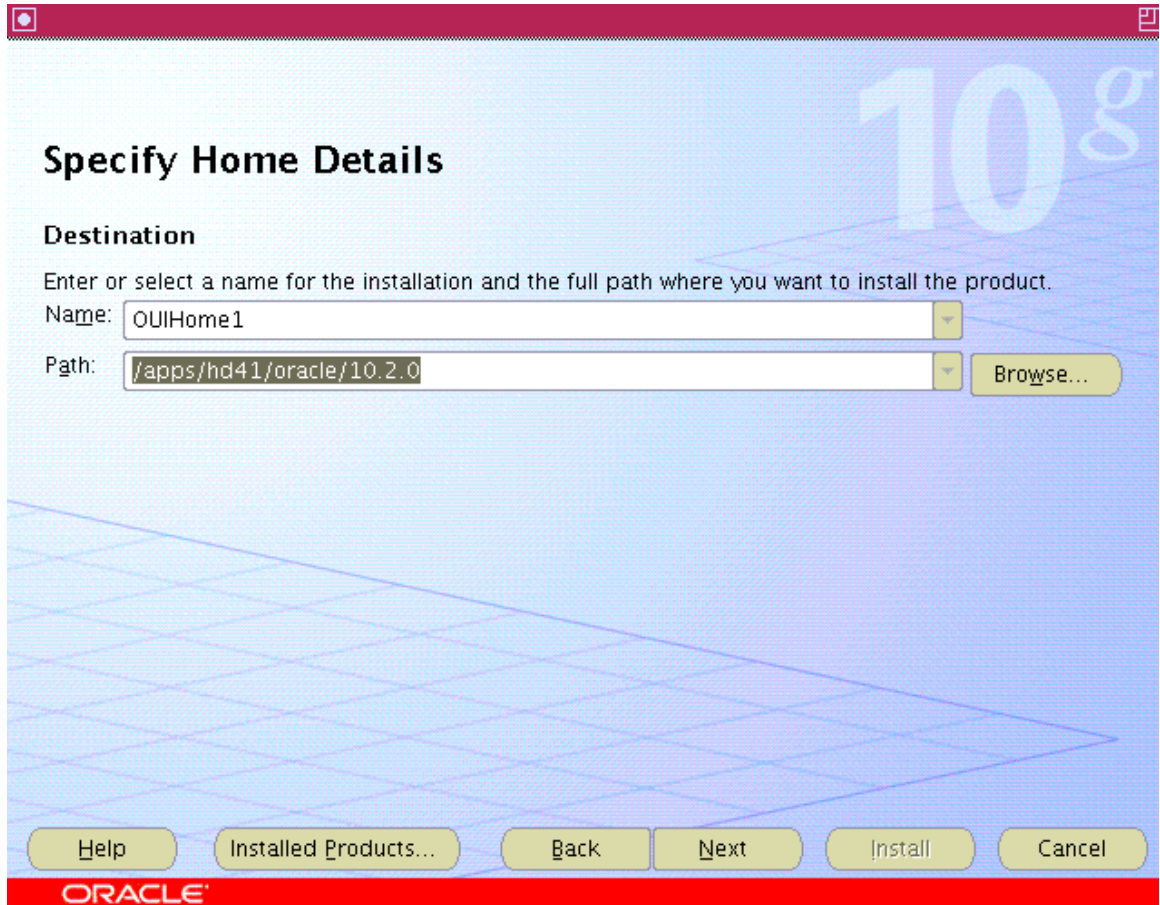 10g
Specify Home Details
Destination
Enter or select a name for the installation and the full path where you want to install the product.
Name: OUIHome1
Path: /apps/hd41/oracle/10.2.0 Browse...
Help Installed Products... Back Next Install Cancel
ORACLE